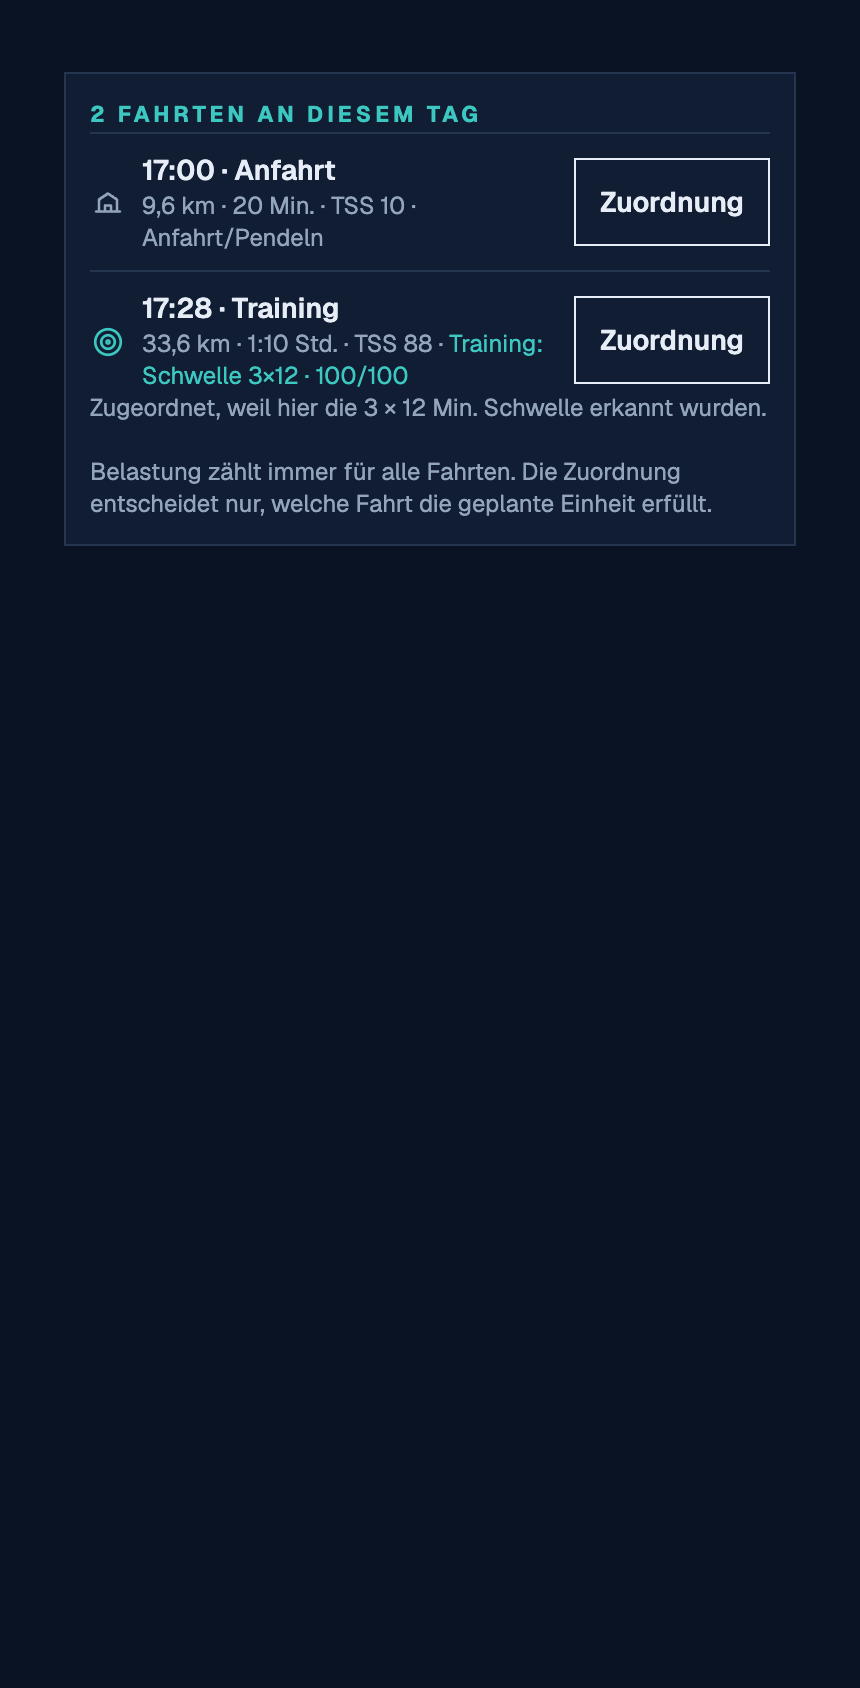 2 FAHRTEN AN DIESEM TAG
17:00 · Anfahrt
9,6 km · 20 Min. · TSS 10 ·
Anfahrt/Pendeln
Zuordnung
17:28 · Training
33,6 km · 1:10 Std. · TSS 88 · Training:
Schwelle 3×12 · 100/100
Zuordnung
Zugeordnet, weil hier die 3 × 12 Min. Schwelle erkannt wurden.
Belastung zählt immer für alle Fahrten. Die Zuordnung
entscheidet nur, welche Fahrt die geplante Einheit erfüllt.